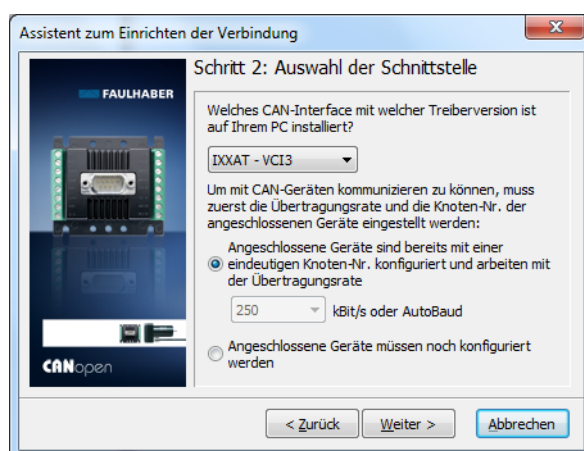 Assistent zum Einrichten der Verbindung
Schritt 2: Auswahl der Schnittstelle
FAULHABER
Welches CAN-Interface mit welcher Treiberversion ist
auf Ihrem PC installiert?
IXXAT - VCI3
Um mit CAN-Geräten kommunizieren zu können, muss
zuerst die Übertragungsrate und die Knoten-Nr. der
angeschlossenen Geräte eingestellt werden:
Angeschlossene Geräte sind bereits mit einer
eindeutigen Knoten-Nr. konfiguriert und arbeiten mit
der Übertragungsrate
250 kBit/s oder AutoBaud
Angeschlossene Geräte müssen noch konfiguriert
werden
CANopen
< Zurück Weiter > Abbrechen